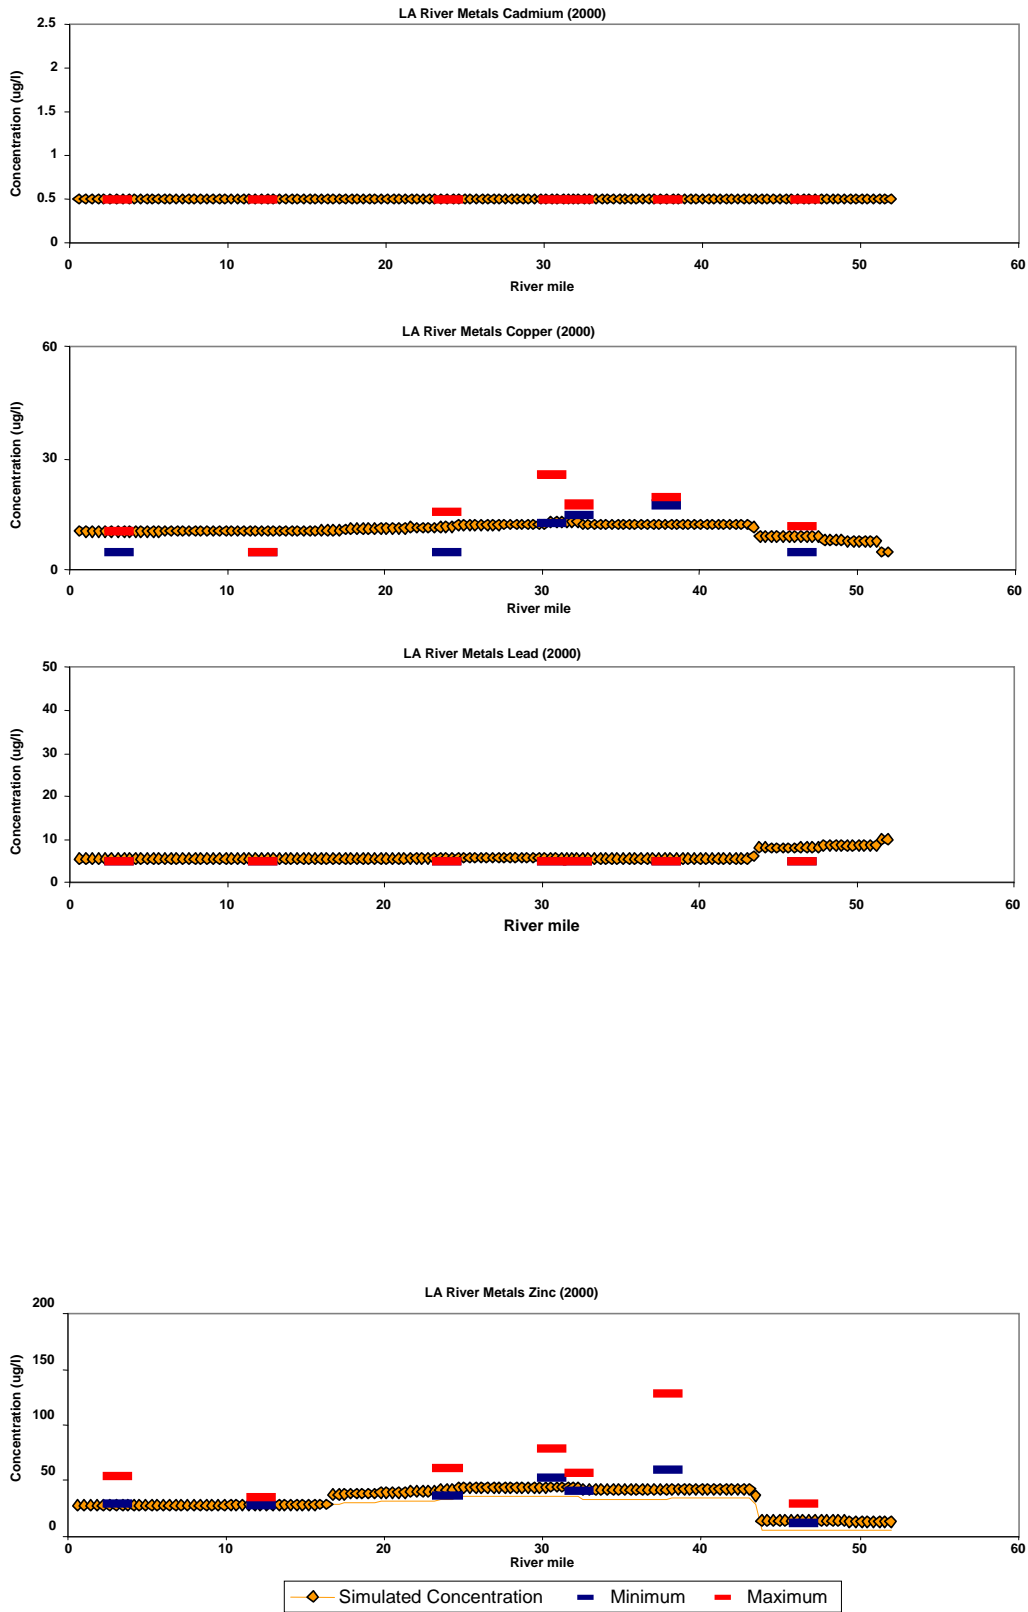 LA River Metals Cadmium (2000)
2.5
2
1.5
1
0.5
0
Concentration (ug/l)
0 10 20 30 40 50 60
River mile
LA River Metals Copper (2000)
60
30
0
Concentration (ug/l)
0 10 20 30 40 50 60
River mile
LA River Metals Lead (2000)
50
40
30
20
10
0
Concentration (ug/l)
0 10 20 30 40 50 60
River mile
LA River Metals Zinc (2000)
200
150
100
50
0
Concentration (ug/l)
0 10 20 30 40 50 60
River mile
Simulated Concentration Minimum Maximum